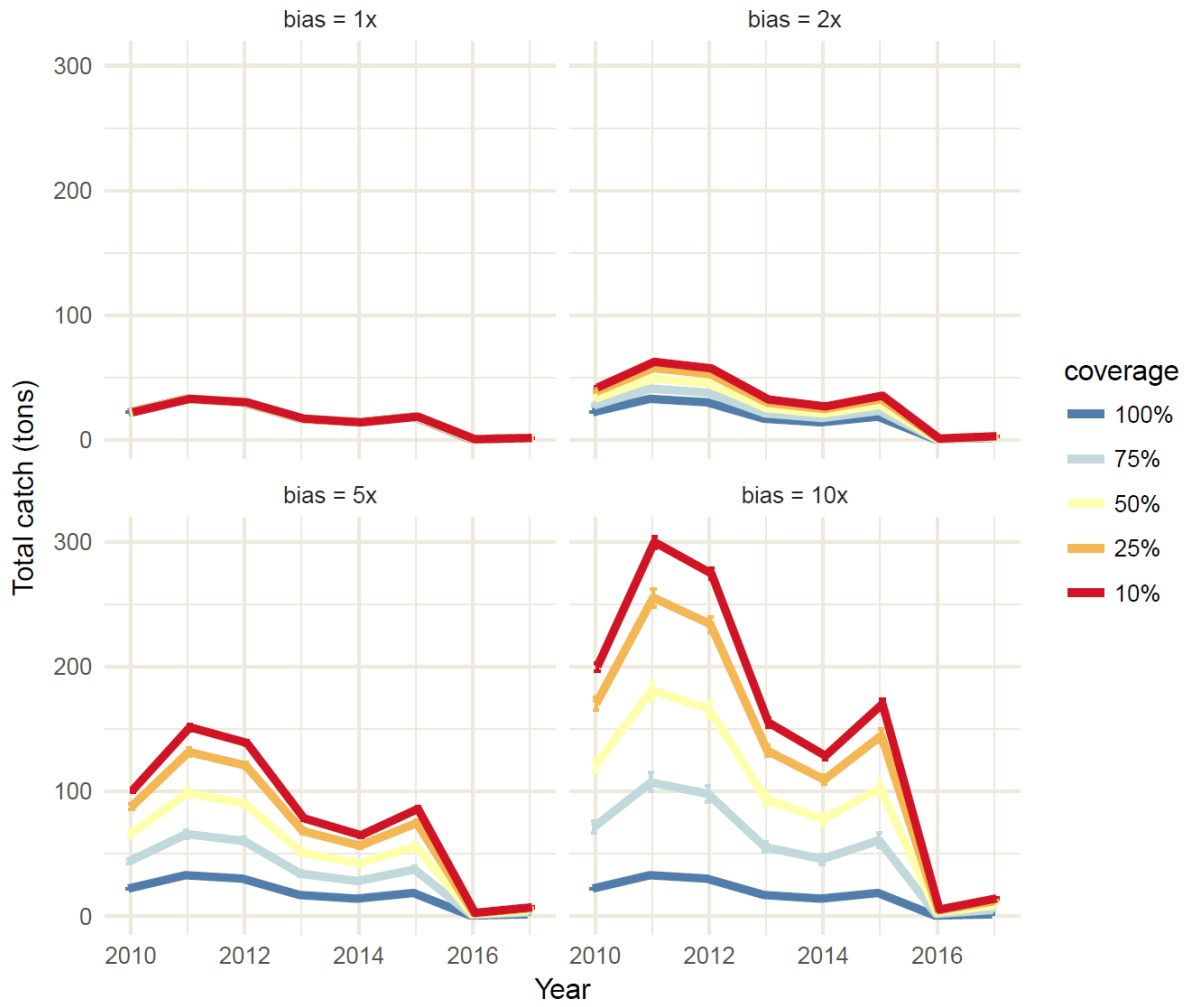 bias = 1x
bias = 2x
300
200
100
0
bias = 5x
bias = 10x
300
200
100
0
2010 2012 2014 2016
2010 2012 2014 2016
Year
Total catch (tons)
coverage
100%
75%
50%
25%
10%